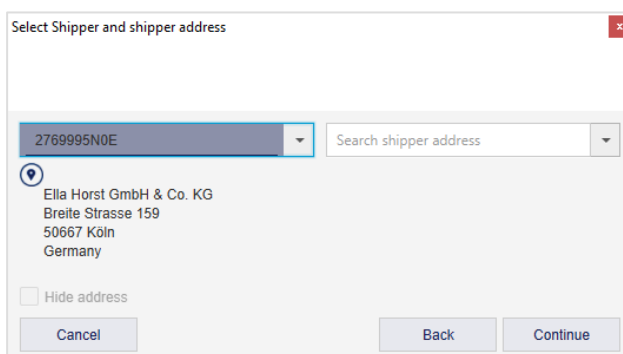 Select Shipper and shipper address
x
2769995N0E
Search shipper address
Ella Horst GmbH & Co. KG
Breite Strasse 159
50667 Köln
Germany
Hide address
Cancel
Back
Continue